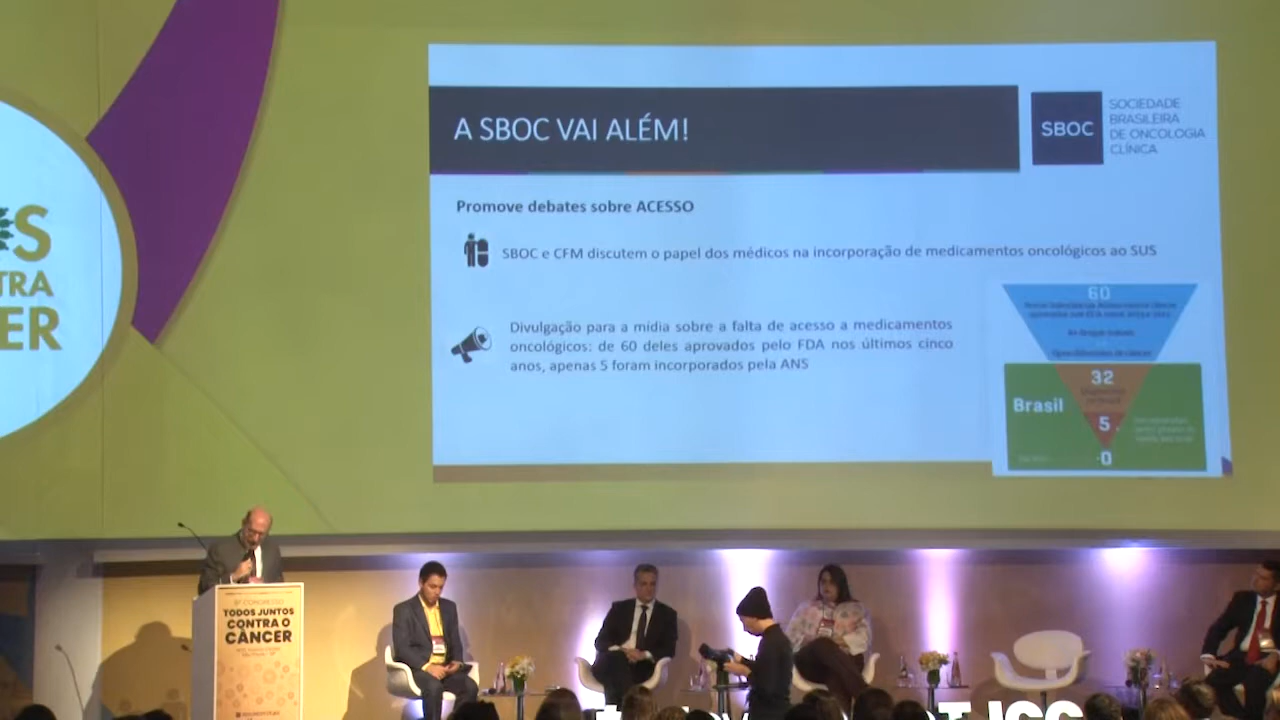 A SBOC VAI ALÉM!
SBOC
SOCIEDADE
BRASILEIRA
DE ONCOLOGIA
CLÍNICA
Promove debates sobre ACESSO
SBOC e CFM discutem o papel dos médicos na incorporação de medicamentos oncológicos ao SUS
Divulgação para a mídia sobre a falta de acesso a medicamentos
oncológicos: de 60 deles aprovados pelo FDA nos últimos cinco
anos, apenas 5 foram incorporados pela ANS
60
32
Brasil
5
0
S
TRA
ER
CONGRESSO
TODOS JUNTOS
CONTRA O
CÂNCER